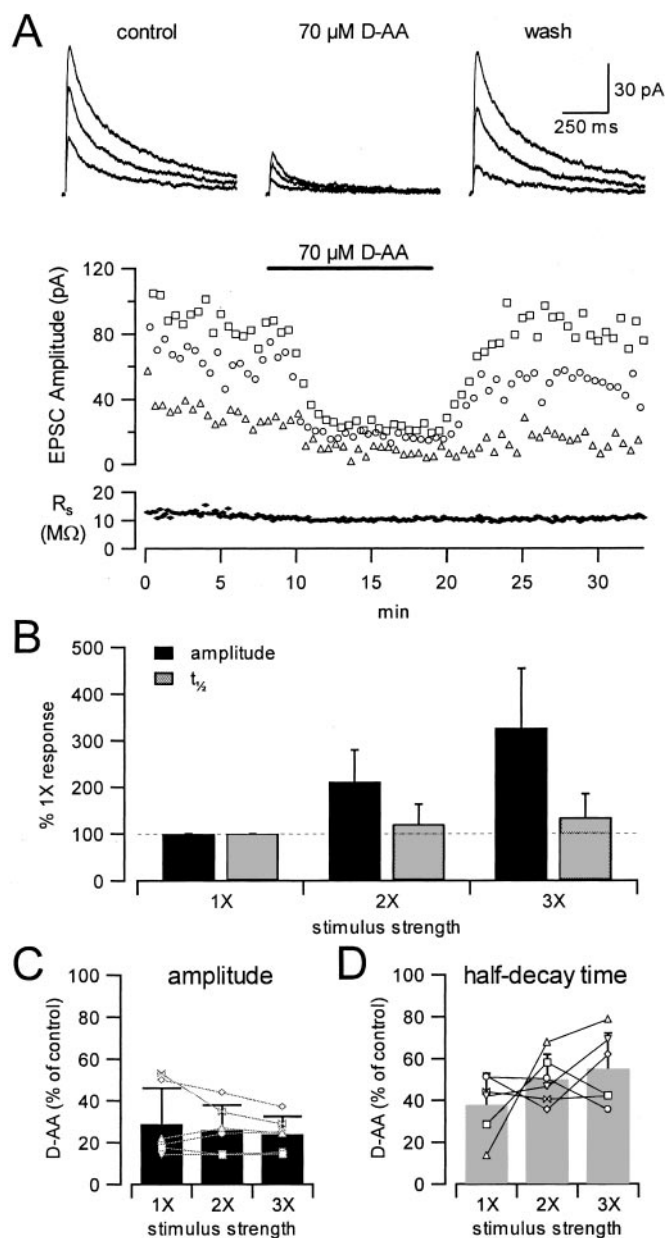 A
control
70 µM D-AA
wash
30 pA
250 ms
70 µM D-AA
EPSC Amplitude (pA)
120
80
40
0
Rs
(MΩ)
20
10
0
0 5 10 15 20 25 30
min
B
amplitude
t½
% 1X response
500
400
300
200
100
0
1X 2X 3X
stimulus strength
C
amplitude
D-AA (% of control)
100
80
60
40
20
0
1X 2X 3X
stimulus strength
D
half-decay time
D-AA (% of control)
100
80
60
40
20
0
1X 2X 3X
stimulus strength